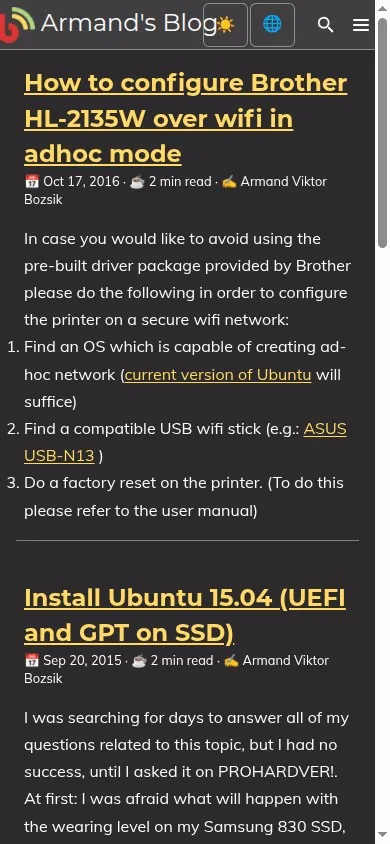 Armand's Blog
How to configure Brother
HL-2135W over wifi in
adhoc mode
📅 Oct 17, 2016 · ☕ 2 min read · ✍️ Armand Viktor
Bozsik
In case you would like to avoid using the
pre-built driver package provided by Brother
please do the following in order to configure
the printer on a secure wifi network:
1. Find an OS which is capable of creating ad-
hoc network (current version of Ubuntu will
suffice)
2. Find a compatible USB wifi stick (e.g.: ASUS
USB-N13 )
3. Do a factory reset on the printer. (To do this
please refer to the user manual)
Install Ubuntu 15.04 (UEFI
and GPT on SSD)
📅 Sep 20, 2015 · ☕ 2 min read · ✍️ Armand Viktor
Bozsik
I was searching for days to answer all of my
questions related to this topic, but I had no
success, until I asked it on PROHARDVER!.
At first: I was afraid what will happen with
the wearing level on my Samsung 830 SSD,